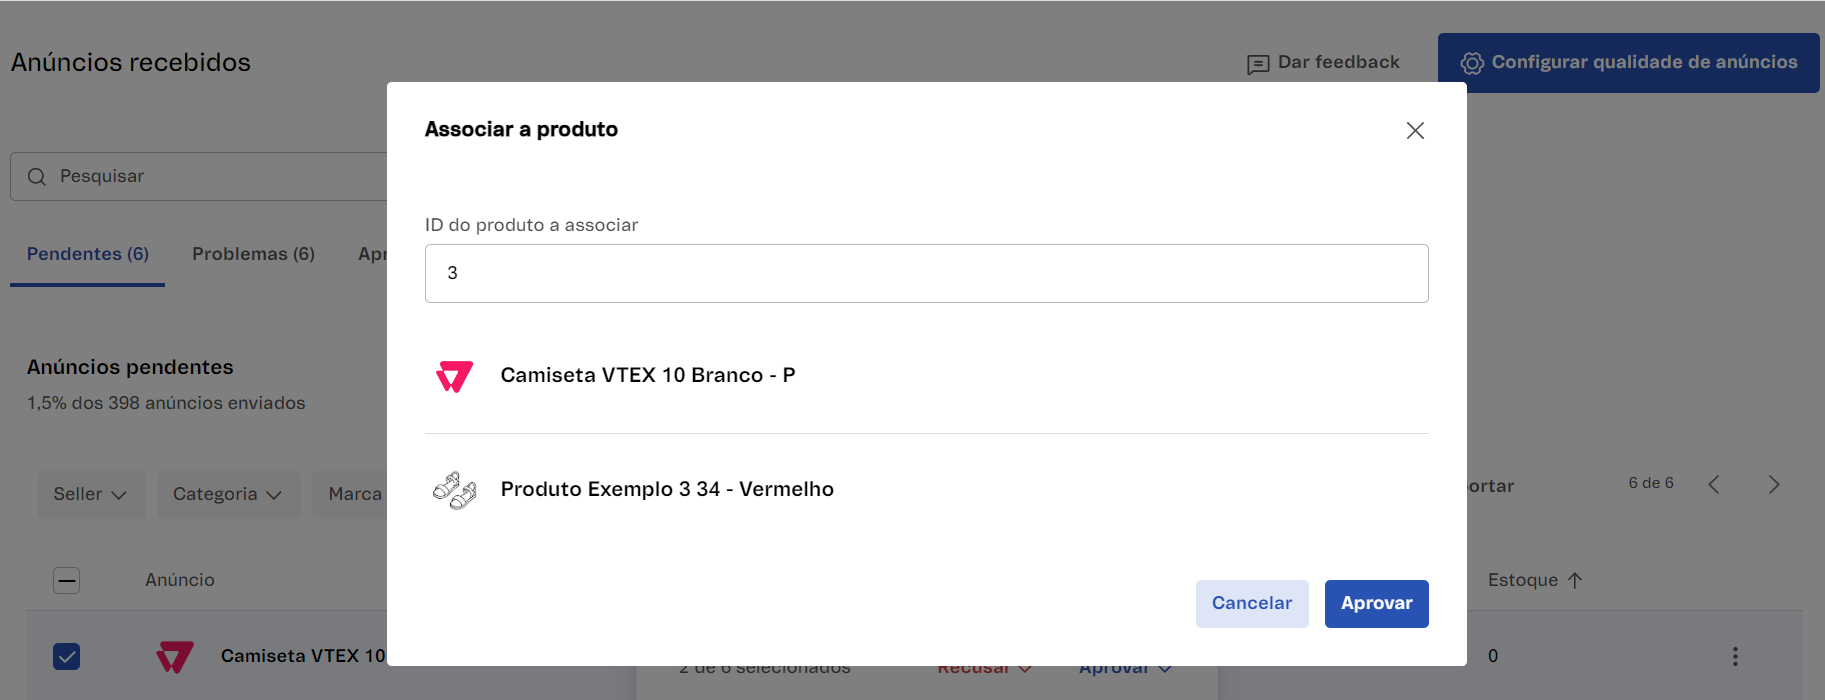 Anúncios recebidos
Dar feedback
Configurar qualidade de anúncios
Associar a produto
Pesquisar
ID do produto a associar
3
Pendentes (6)
Problemas (6)
Apr
Camiseta VTEX 10 Branco - P
Anúncios pendentes
1,5% dos 398 anúncios enviados
Produto Exemplo 3 34 - Vermelho
Seller
Categoria
Marca
ortar
6 de 6
Anúncio
Estoque
Cancelar
Aprovar
Camiseta VTEX 10
0
2 de 6 selecionados
Recusar
Aprovar